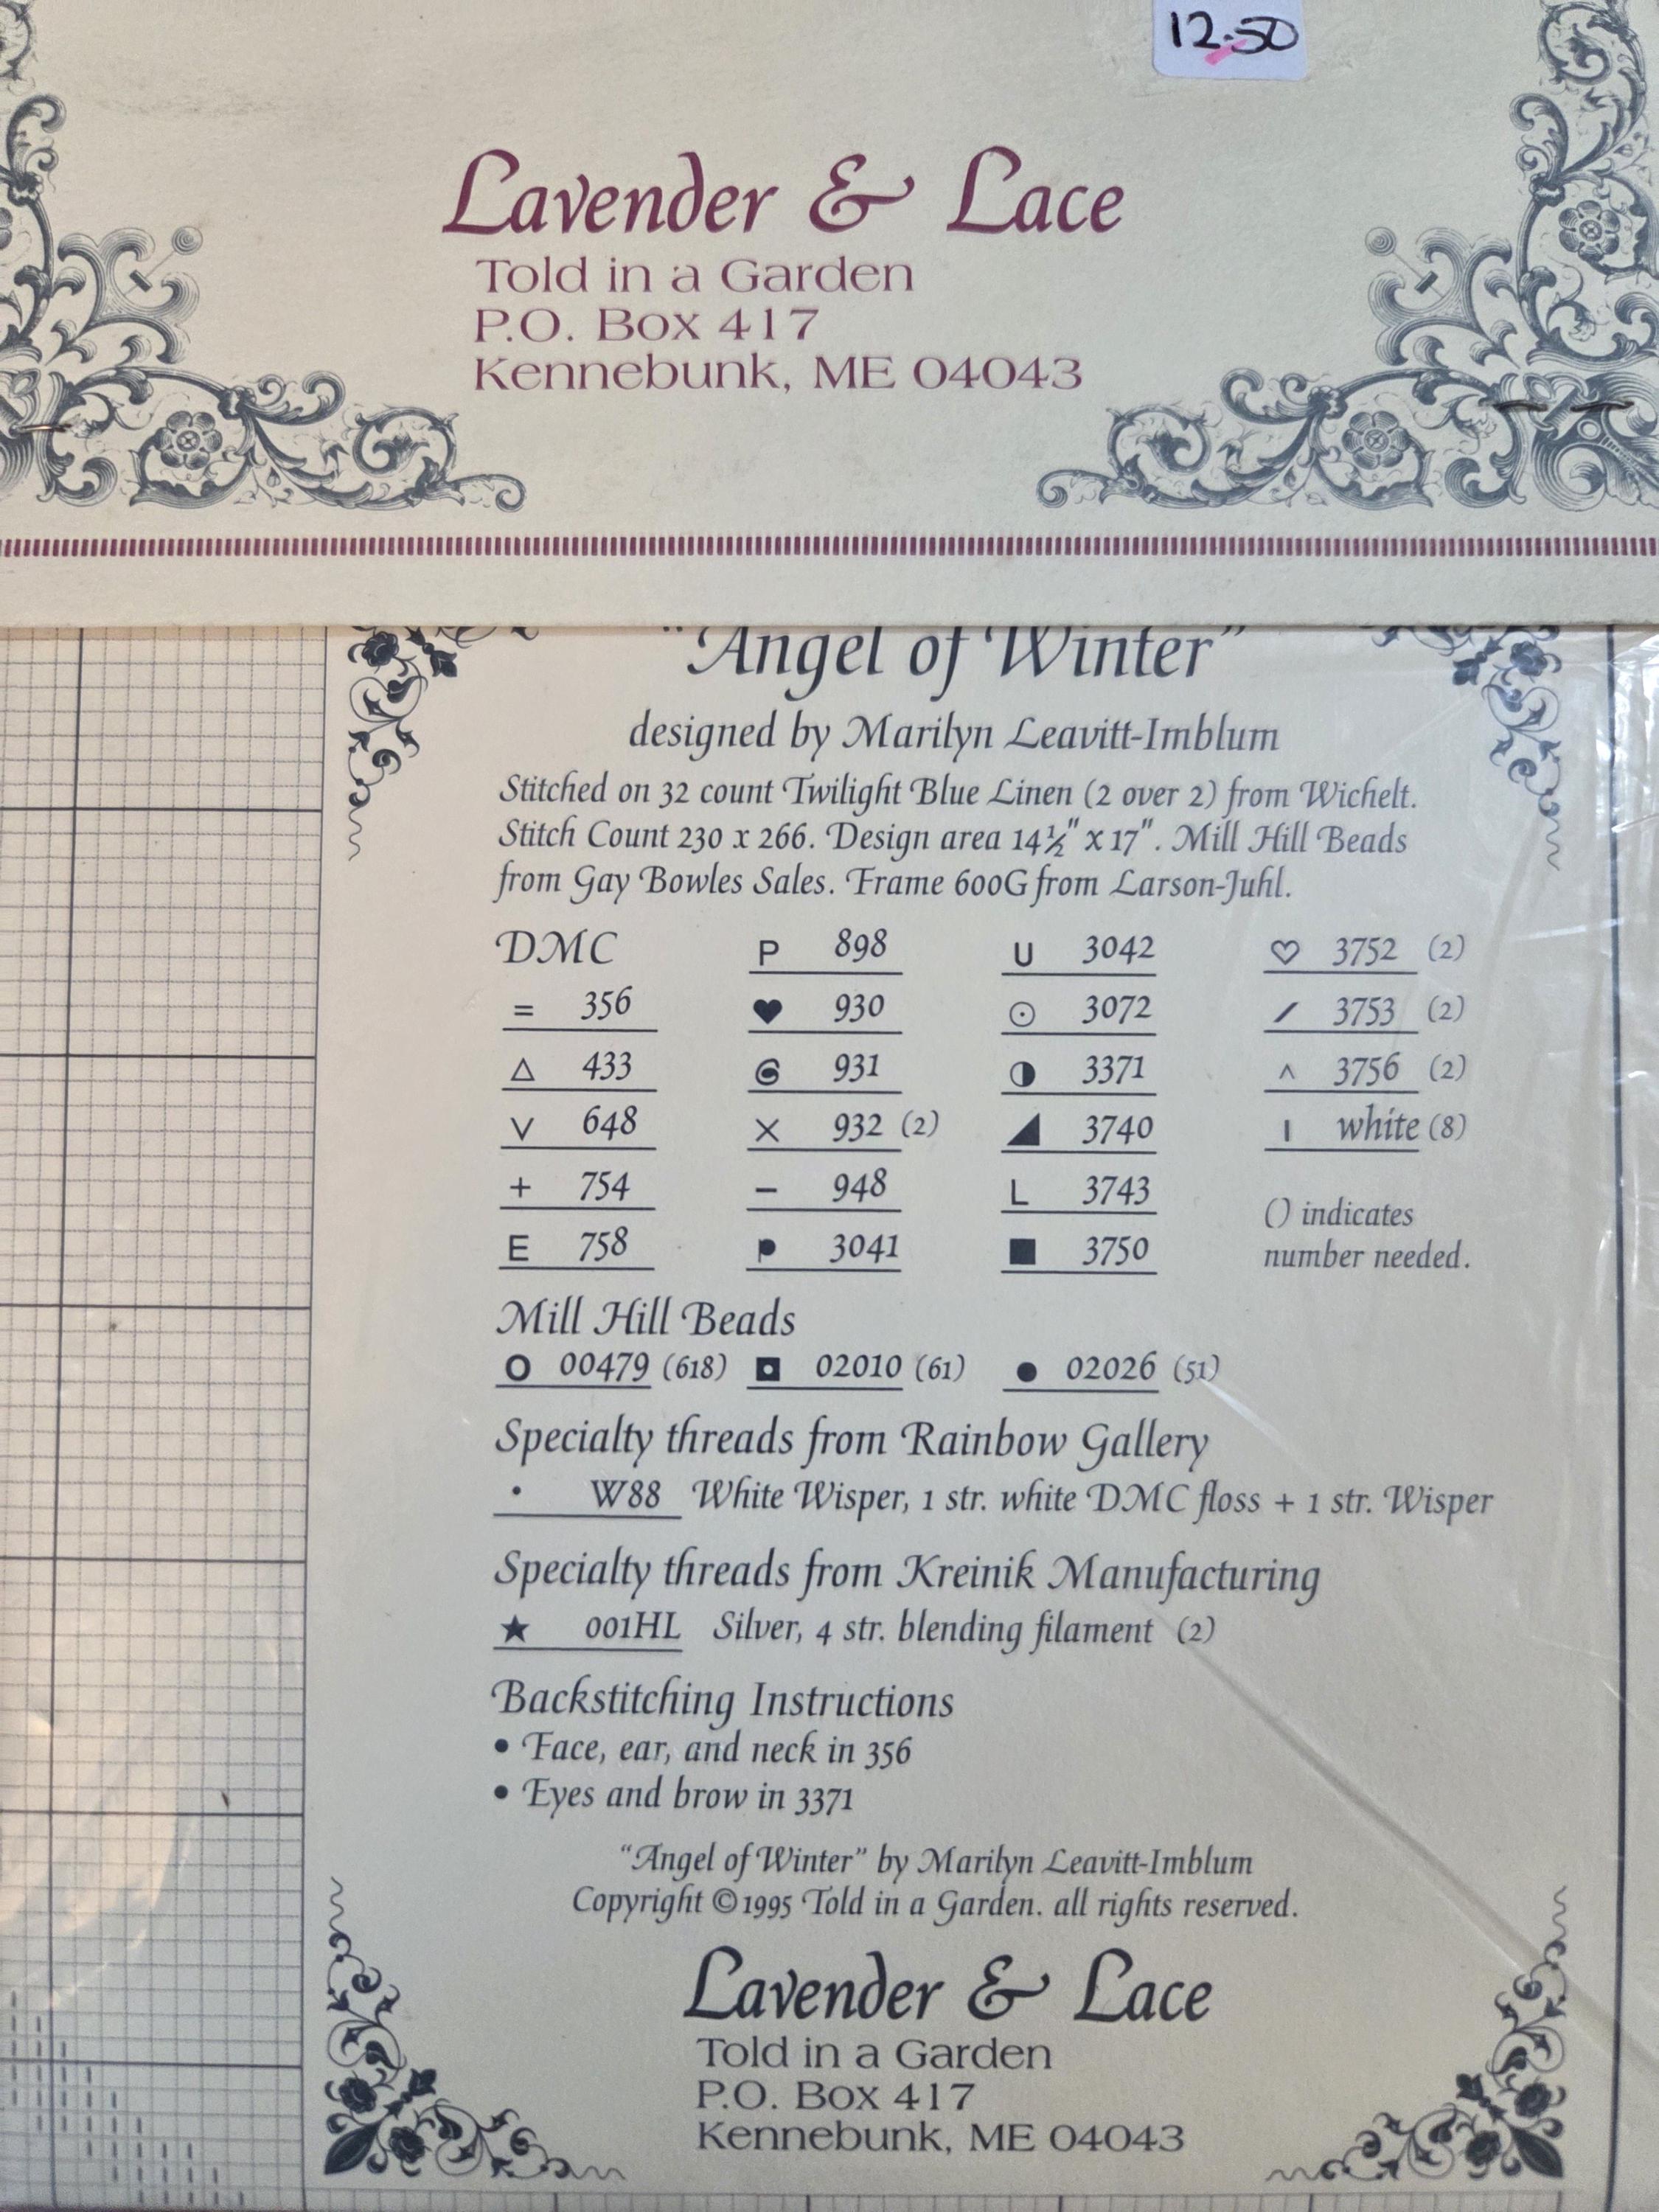 12.50
Lavender & Lace
Told in a Garden
P.O. Box 417
Kennebunk, ME 04043
"Angel of Winter"
designed by Marilyn Leavitt-Imblum
Stitched on 32 count Twilight Blue Linen (2 over 2) from Wichelt.
Stitch Count 230 x 266. Design area 14½" x 17". Mill Hill Beads
from Gay Bowles Sales. Frame 600G from Larson-Juhl.
DMC P 898 U 3042 ♡ 3752 (2)
= 356 ♥ 930 ⊙ 3072 / 3753 (2)
△ 433 931 ◑ 3371 ^ 3756 (2)
V 648 × 932 (2) ◢ 3740 I white (8)
+ 754 − 948 L 3743
E 758 3041 ■ 3750
() indicates
number needed.
Mill Hill Beads
O 00479 (618) ◘ 02010 (61) ● 02026 (51)
Specialty threads from Rainbow Gallery
• W88 White Wisper, 1 str. white DMC floss + 1 str. Wisper
Specialty threads from Kreinik Manufacturing
★ 001HL Silver, 4 str. blending filament (2)
Backstitching Instructions
• Face, ear, and neck in 356
• Eyes and brow in 3371
"Angel of Winter" by Marilyn Leavitt-Imblum
Copyright ©1995 Told in a Garden. all rights reserved.
Lavender & Lace
Told in a Garden
P.O. Box 417
Kennebunk, ME 04043